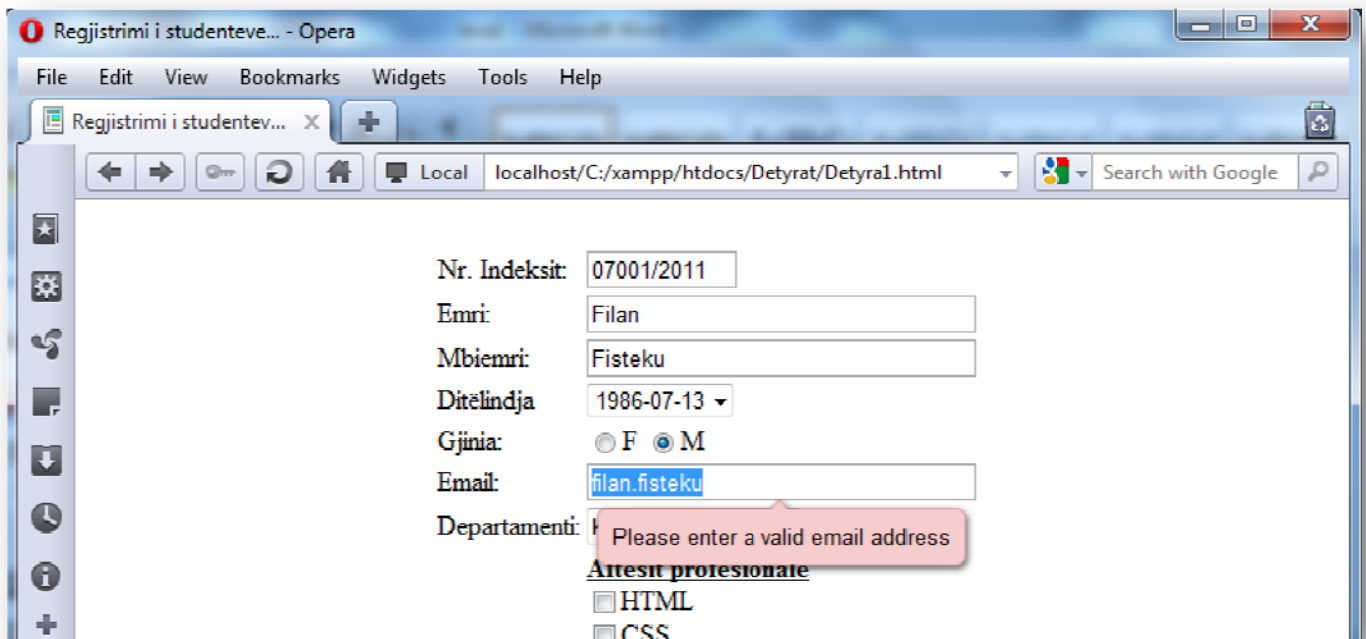 Regjistrimi i studenteve... - Opera
File Edit View Bookmarks Widgets Tools Help
Regjistrimi i studentev... X
Local localhost/C:/xampp/htdocs/Detyrat/Detyra1.html Search with Google
Nr. Indeksit: 07001/2011
Emri: Filan
Mbiemri: Fisteku
Ditëlindja 1986-07-13
Gjinia: F M
Email: filan.fisteku
Departamenti:
Please enter a valid email address
Aftësit profesionale
HTML
CSS